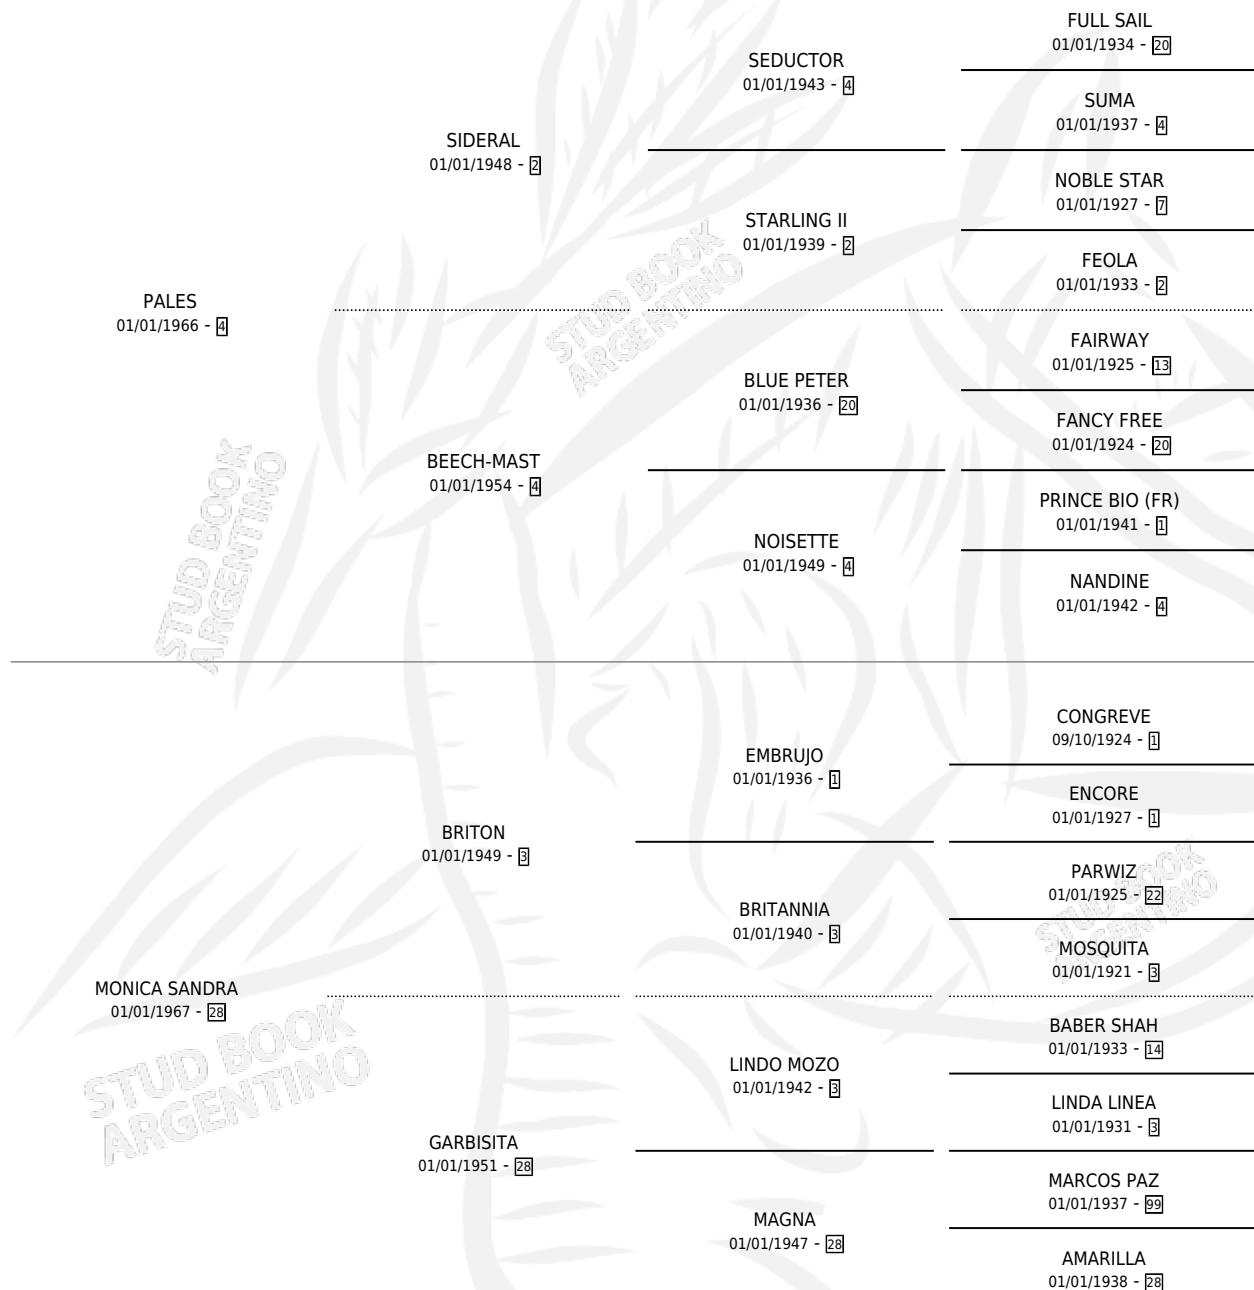 FULL SAIL
01/01/1934 - 20
SEDUCTOR
01/01/1943 - 4
SUMA
01/01/1937 - 4
SIDERAL
01/01/1948 - 2
NOBLE STAR
01/01/1927 - 7
STARLING II
01/01/1939 - 2
FEOLA
01/01/1933 - 2
PALES
01/01/1966 - 4
FAIRWAY
01/01/1925 - 13
BLUE PETER
01/01/1936 - 20
FANCY FREE
01/01/1924 - 20
BEECH-MAST
01/01/1954 - 4
PRINCE BIO (FR)
01/01/1941 - 1
NOISETTE
01/01/1949 - 4
NANDINE
01/01/1942 - 4
CONGREVE
09/10/1924 - 1
EMBRUJO
01/01/1936 - 1
ENCORE
01/01/1927 - 1
BRITON
01/01/1949 - 3
PARWIZ
01/01/1925 - 22
BRITANNIA
01/01/1940 - 3
MOSQUITA
01/01/1921 - 3
MONICA SANDRA
01/01/1967 - 28
BABER SHAH
01/01/1933 - 14
LINDO MOZO
01/01/1942 - 3
LINDA LINEA
01/01/1931 - 3
GARBISITA
01/01/1951 - 28
MARCOS PAZ
01/01/1937 - 99
MAGNA
01/01/1947 - 28
AMARILLA
01/01/1938 - 28
STUD BOOK
ARGENTINO
STUD BOOK
ARGENTINO
STUD BOOK
ARGENTINO
STUD BOOK
ARGENTINO